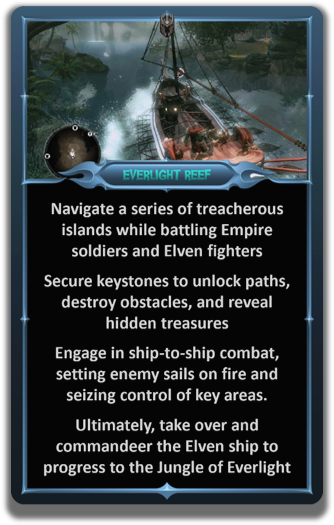 EVERLIGHT REEF
Navigate a series of treacherous
islands while battling Empire
soldiers and Elven fighters
Secure keystones to unlock paths,
destroy obstacles, and reveal
hidden treasures
Engage in ship-to-ship combat,
setting enemy sails on fire and
seizing control of key areas.
Ultimately, take over and
commandeer the Elven ship to
progress to the Jungle of Everlight